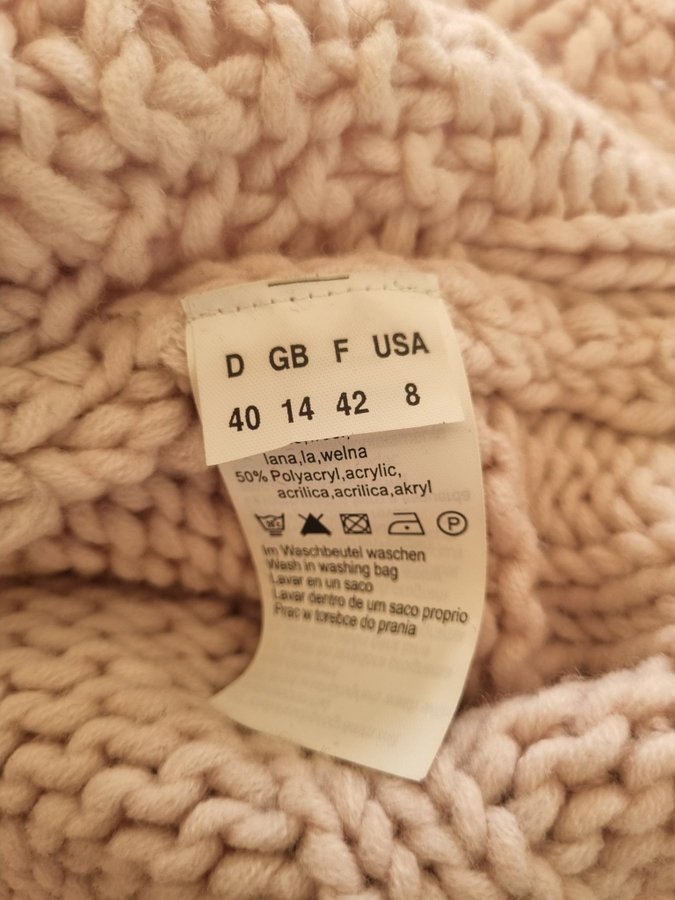 D GB F USA
40 14 42 8
lana,la,wełna
50% Polyacryl,acrylic,
acrilica,acrilica,akryl
P
Im Waschbeutel waschen
Wash in washing bag
Lavar en un saco
Lavar dentro de um saco proprio
Prac w torebce do prania